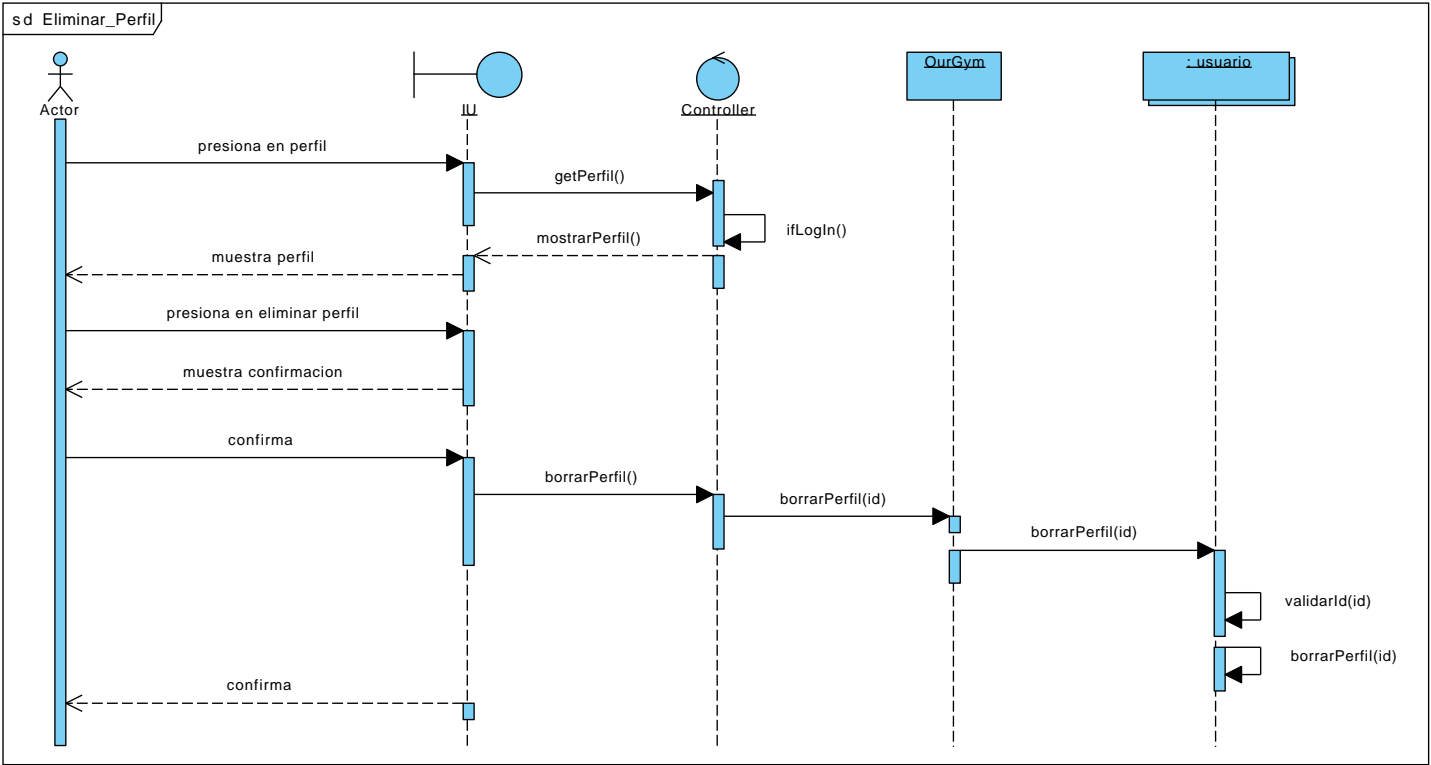 sd Eliminar_Perfil
Actor
IU
Controller
OurGym
: usuario
presiona en perfil
getPerfil()
ifLogIn()
mostrarPerfil()
muestra perfil
presiona en eliminar perfil
muestra confirmacion
confirma
borrarPerfil()
borrarPerfil(id)
borrarPerfil(id)
validarId(id)
borrarPerfil(id)
confirma